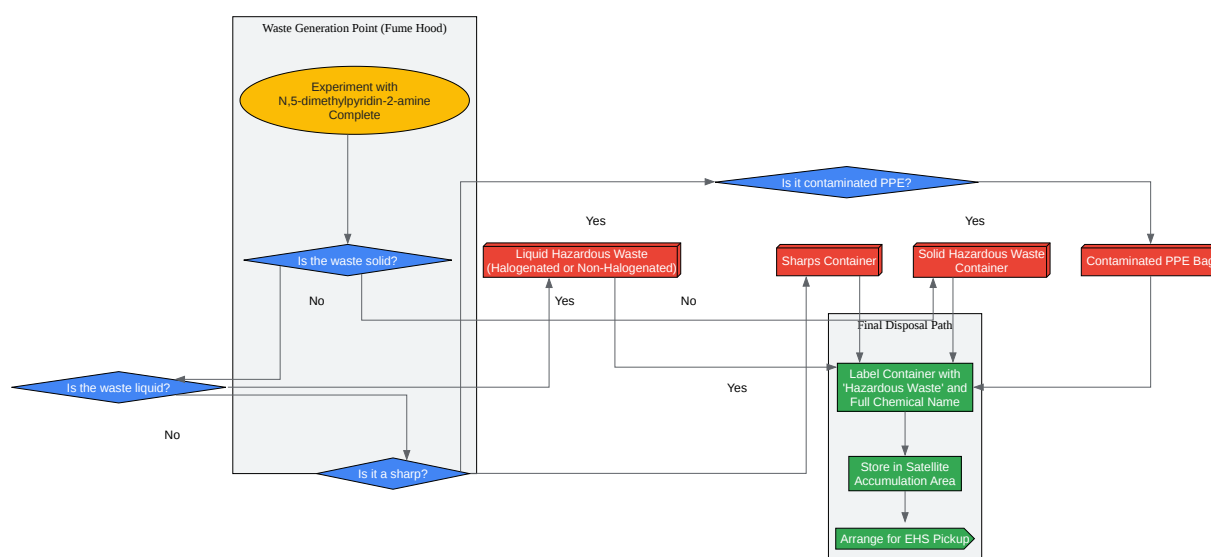 Waste Generation Point (Fume Hood)
Experiment with
N,5-dimethylpyridin-2-amine
Complete
Is it contaminated PPE?
Yes
Yes
Is the waste solid?
Liquid Hazardous Waste
(Halogenated or Non-Halogenated)
Sharps Container
Solid Hazardous Waste
Container
Contaminated PPE Bag
No
Yes
No
Final Disposal Path
Is the waste liquid?
Yes
Label Container with
'Hazardous Waste' and
Full Chemical Name
No
Is it a sharp?
Store in Satellite
Accumulation Area
Arrange for EHS Pickup